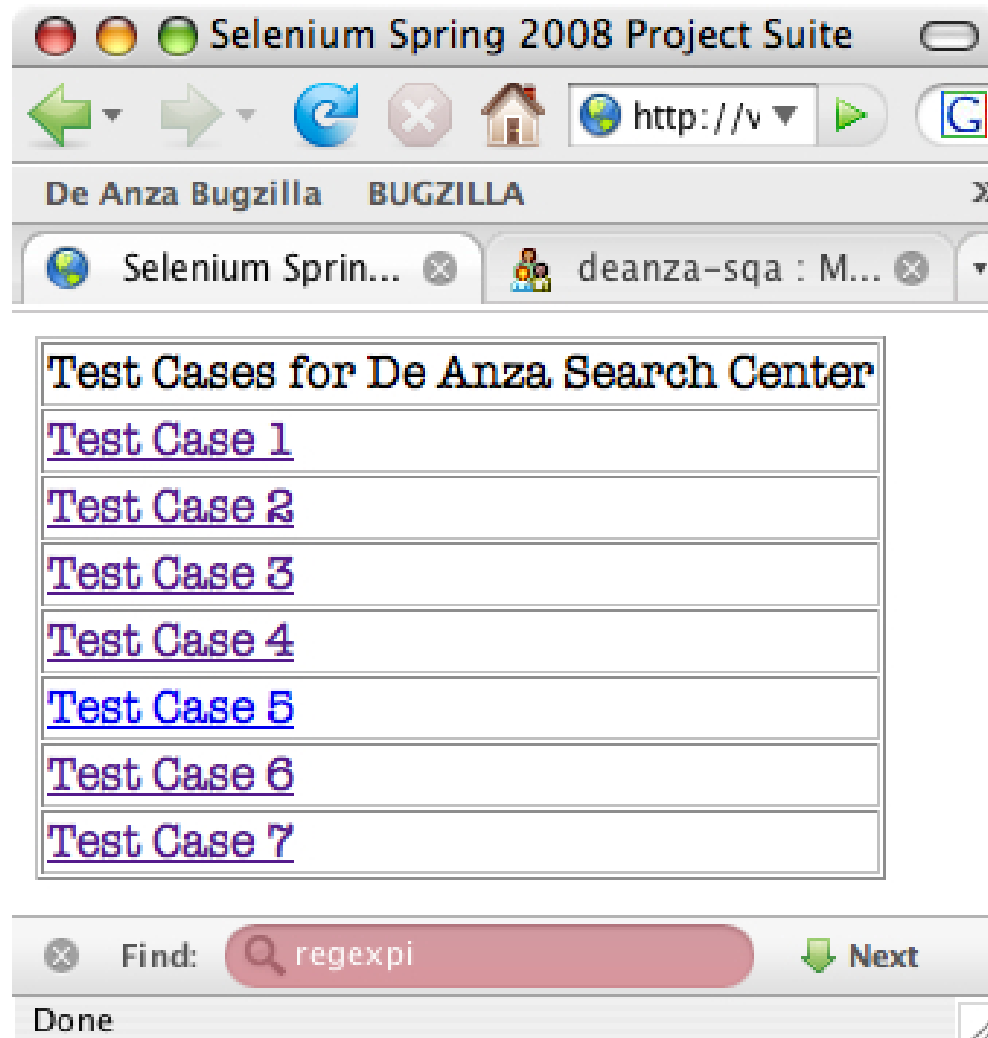 Selenium Spring 2008 Project Suite
http://v
G
De Anza Bugzilla BUGZILLA
Selenium Sprin... deanza-sqa : M...
Test Cases for De Anza Search Center
Test Case 1
Test Case 2
Test Case 3
Test Case 4
Test Case 5
Test Case 6
Test Case 7
Find: regexpi Next
Done